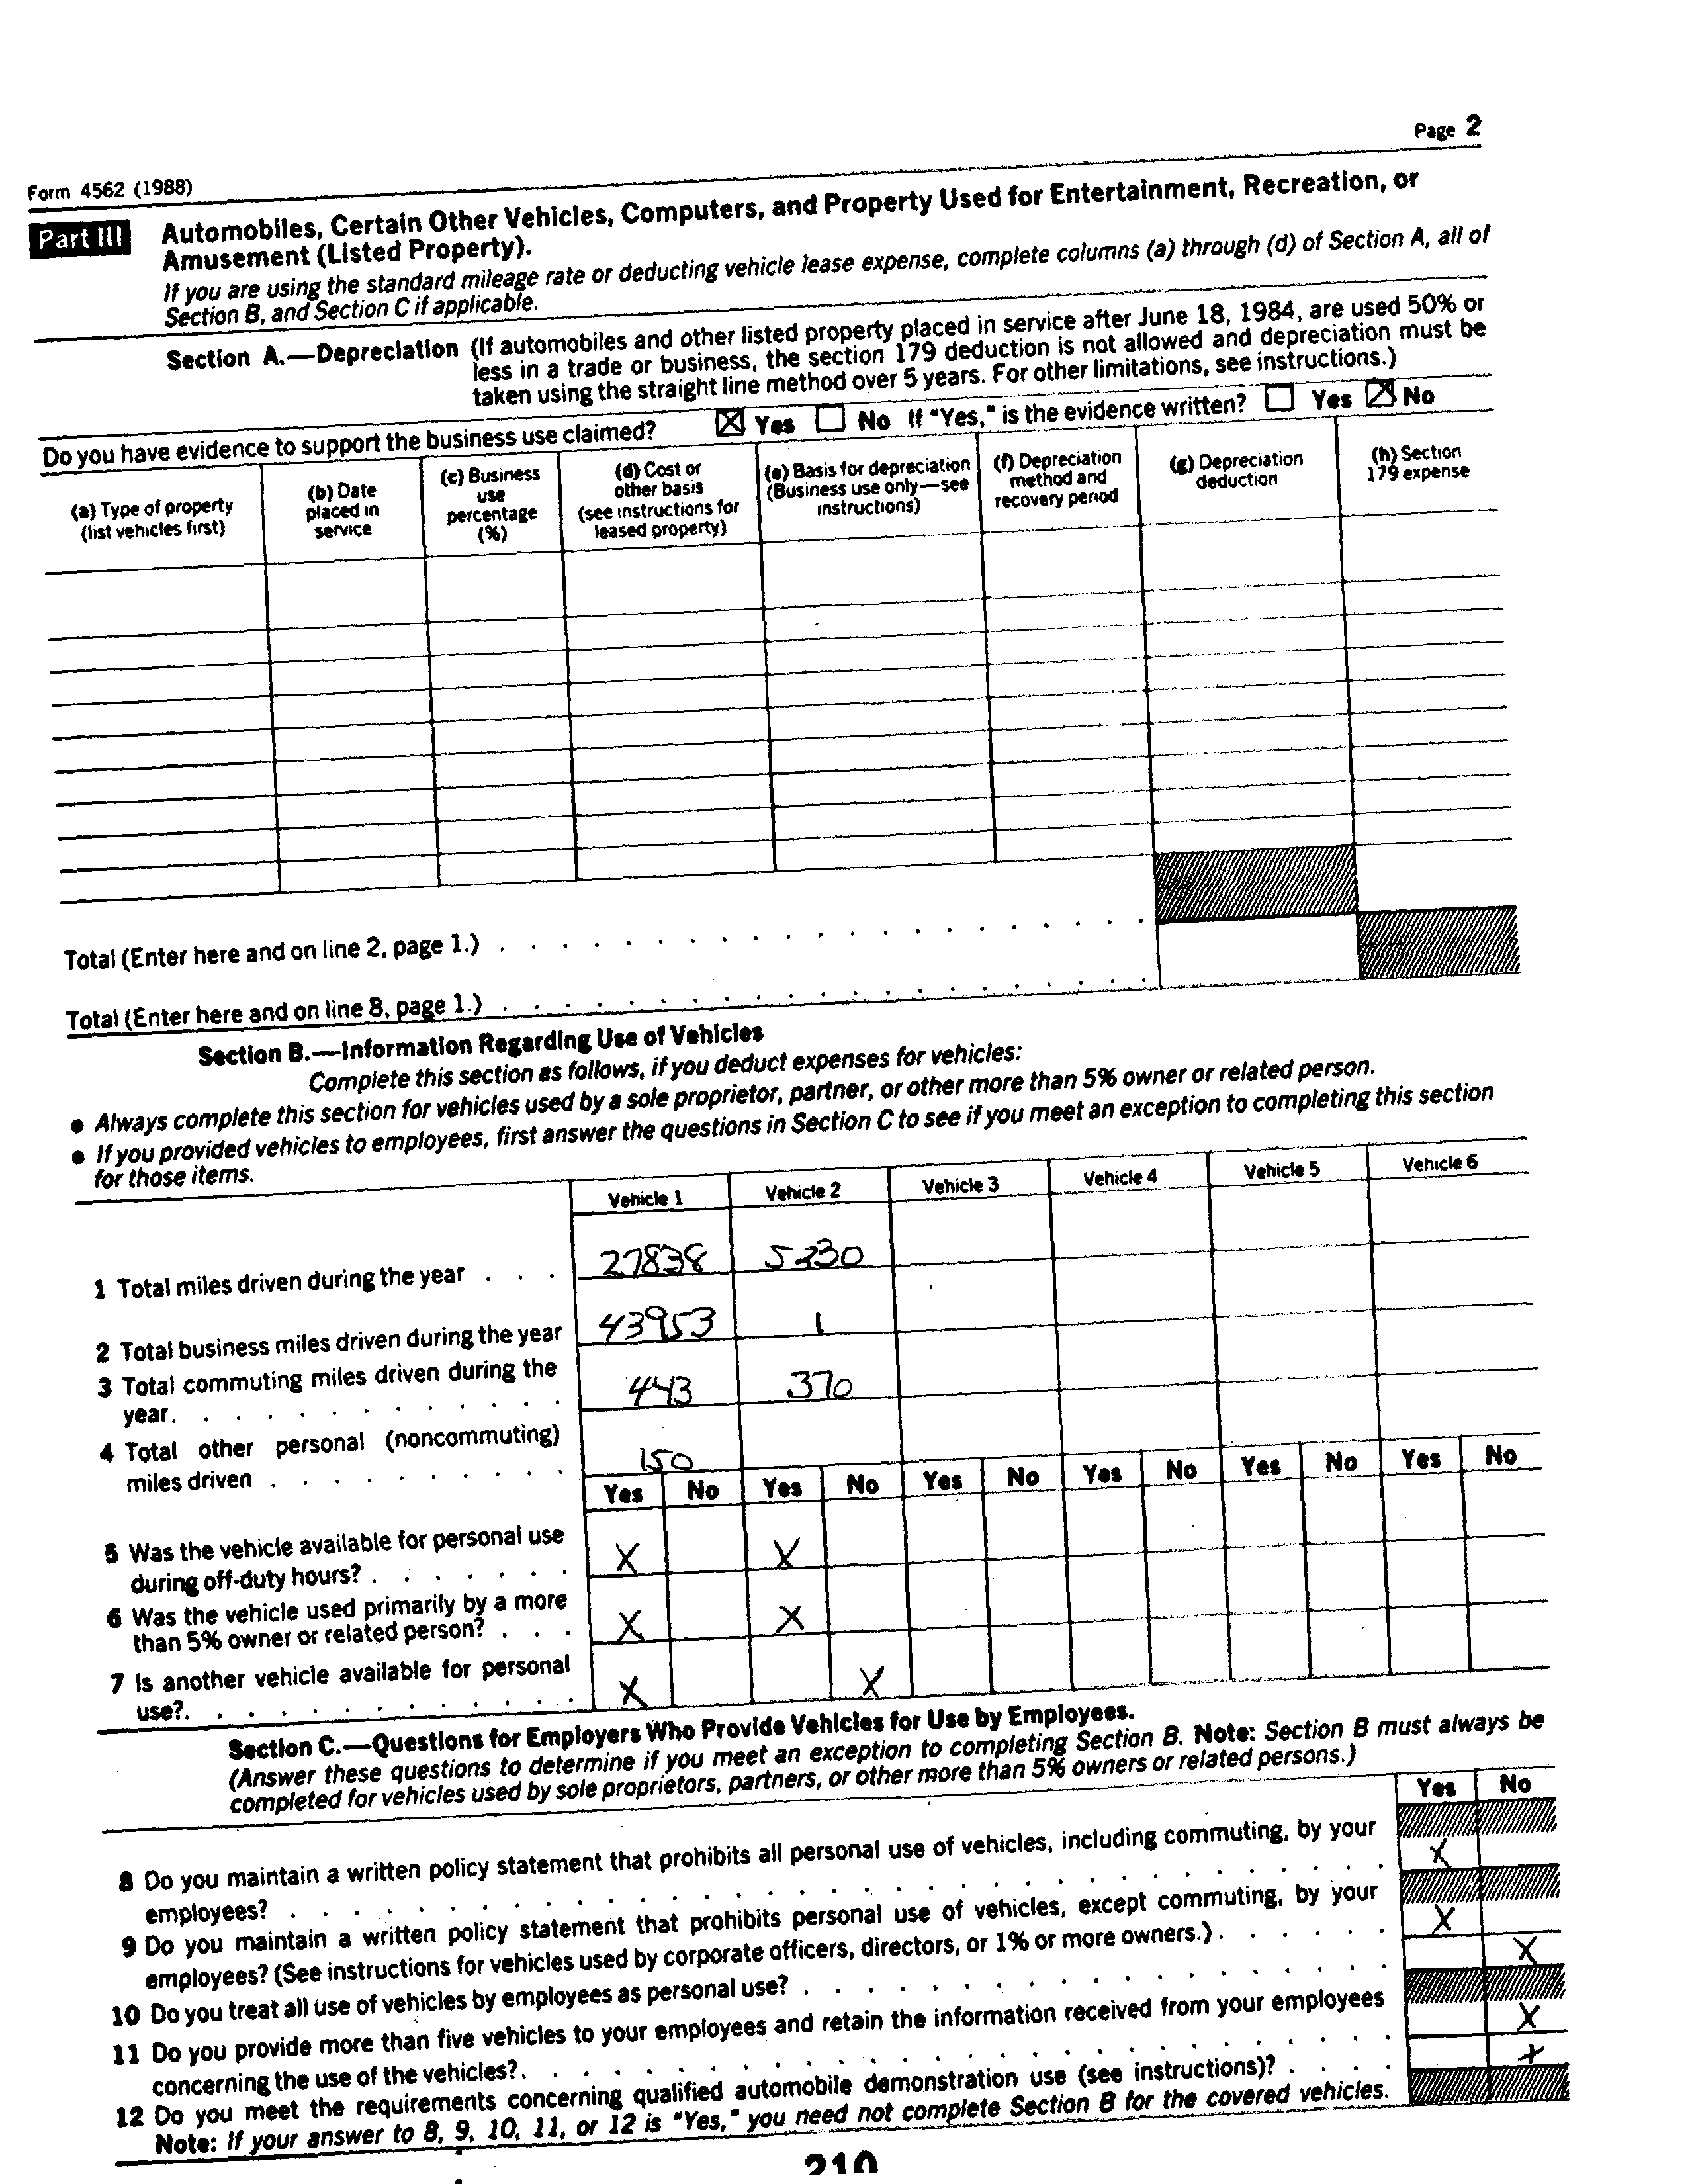 Page 2
Form 4562 (1988)
Part III Automobiles, Certain Other Vehicles, Computers, and Property Used for Entertainment, Recreation, or
Amusement (Listed Property).
If you are using the standard mileage rate or deducting vehicle lease expense, complete columns (a) through (d) of Section A, all of
Section B, and Section C if applicable.
Section A.—Depreciation (If automobiles and other listed property placed in service after June 18, 1984, are used 50% or
less in a trade or business, the section 179 deduction is not allowed and depreciation must be
taken using the straight line method over 5 years. For other limitations, see instructions.)
Do you have evidence to support the business use claimed? X Yes No If "Yes," is the evidence written? Yes X No
(a) Type of property
(list vehicles first)
(b) Date
placed in
service
(c) Business
use
percentage
(%)
(d) Cost or
other basis
(see instructions for
leased property)
(e) Basis for depreciation
(Business use only—see
instructions)
(f) Depreciation
method and
recovery period
(g) Depreciation
deduction
(h) Section
179 expense
Total (Enter here and on line 2, page 1.) . . . . . . . . . . . . . . . . . . . . .
Total (Enter here and on line 8, page 1.) . . . . . . . . . . . . . . . . . . . . .
Section B.—Information Regarding Use of Vehicles
Complete this section as follows, if you deduct expenses for vehicles:
● Always complete this section for vehicles used by a sole proprietor, partner, or other more than 5% owner or related person.
● If you provided vehicles to employees, first answer the questions in Section C to see if you meet an exception to completing this section
for those items.
Vehicle 1 Vehicle 2 Vehicle 3 Vehicle 4 Vehicle 5 Vehicle 6
1 Total miles driven during the year . . . 27838 5230
2 Total business miles driven during the year 43953 1
3 Total commuting miles driven during the
year. . . . . . . . . . . . . 443 370
4 Total other personal (noncommuting)
miles driven . . . . . . . . . . 150
Yes No Yes No Yes No Yes No Yes No Yes No
5 Was the vehicle available for personal use
during off-duty hours? . . . . . . . X X
6 Was the vehicle used primarily by a more
than 5% owner or related person? . . . X X
7 Is another vehicle available for personal
use?. . . . . . . . . . . . . X X
Section C.—Questions for Employers Who Provide Vehicles for Use by Employees.
(Answer these questions to determine if you meet an exception to completing Section B. Note: Section B must always be
completed for vehicles used by sole proprietors, partners, or other more than 5% owners or related persons.)
Yes No
8 Do you maintain a written policy statement that prohibits all personal use of vehicles, including commuting, by your
employees? . . . . . . . . . . . . . . . . . . . . . . . . X
9 Do you maintain a written policy statement that prohibits personal use of vehicles, except commuting, by your
employees? (See instructions for vehicles used by corporate officers, directors, or 1% or more owners.) . . . . . . X
10 Do you treat all use of vehicles by employees as personal use? . . . . . . . . . . . . . . . . . . X
11 Do you provide more than five vehicles to your employees and retain the information received from your employees
concerning the use of the vehicles?. . . . . . . . . . . . . . . . . . . . . . . . X
12 Do you meet the requirements concerning qualified automobile demonstration use (see instructions)? . . . . X
Note: If your answer to 8, 9, 10, 11, or 12 is "Yes," you need not complete Section B for the covered vehicles.
210